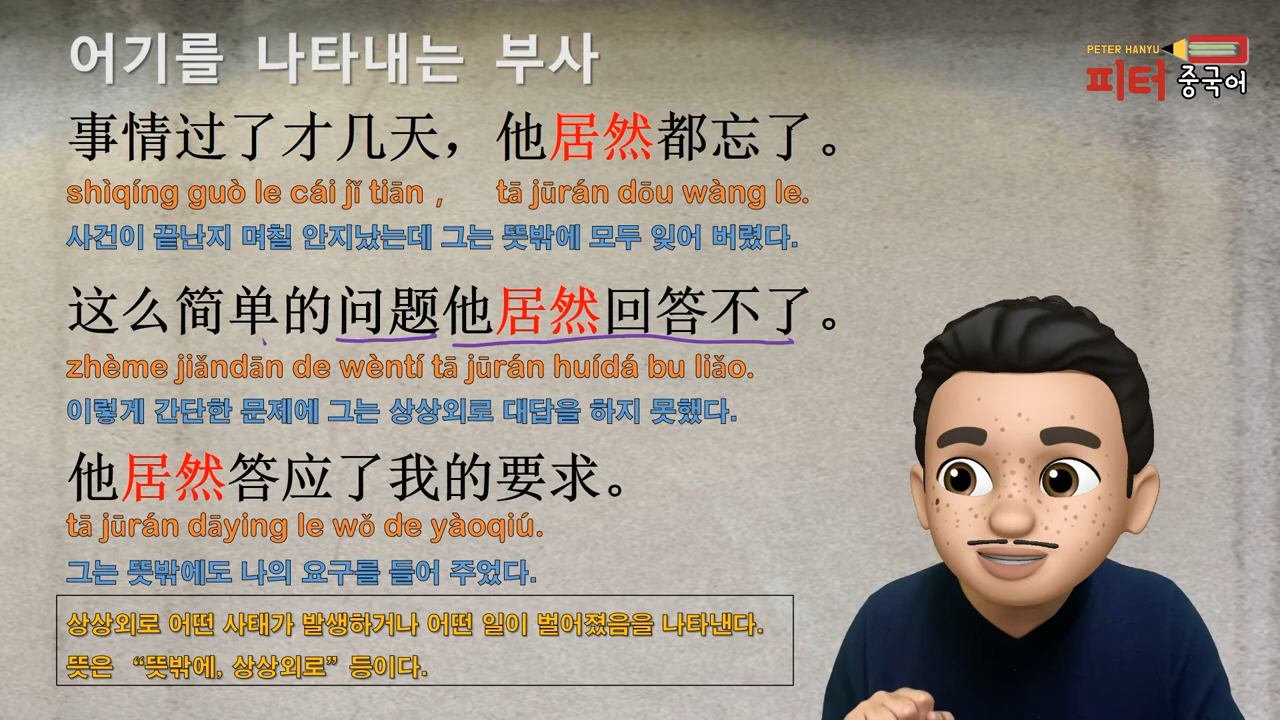 어기를 나타내는 부사
PETER HANYU
피터 중국어
事情过了才几天，他居然都忘了。
shìqíng guò le cái jǐ tiān， tā jūrán dōu wàng le.
사건이 끝난지 며칠 안지났는데 그는 뜻밖에 모두 잊어 버렸다.
这么简单的问题他居然回答不了。
zhème jiǎndān de wèntí tā jūrán huídá bu liǎo.
이렇게 간단한 문제에 그는 상상외로 대답을 하지 못했다.
他居然答应了我的要求。
tā jūrán dāying le wǒ de yàoqiú.
그는 뜻밖에도 나의 요구를 들어 주었다.
상상외로 어떤 사태가 발생하거나 어떤 일이 벌어졌음을 나타낸다.
뜻은 “뜻밖에, 상상외로” 등이다.